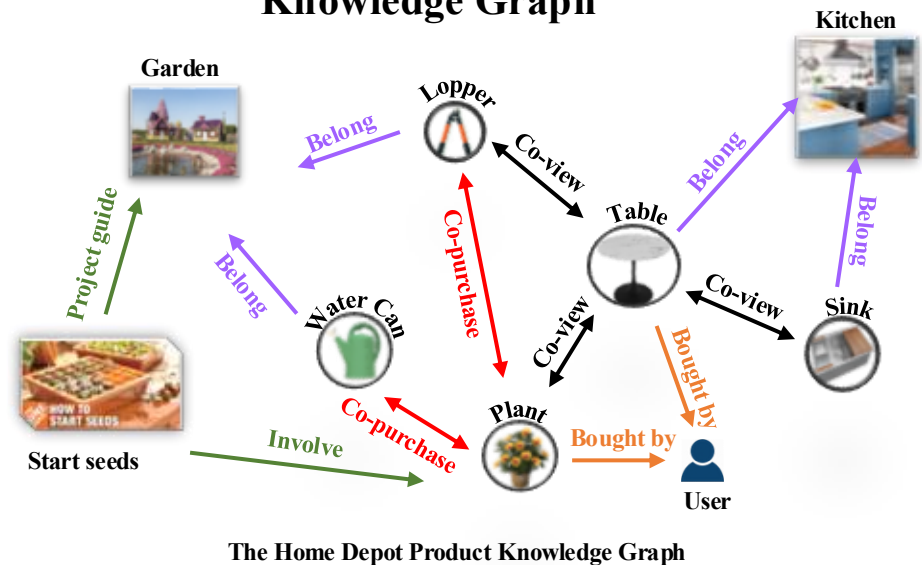 Knowledge Graph
Kitchen
Garden
Lopper
Belong
Co-view
Belong
Project guide
Table
Belong
Co-purchase
Belong
Water Can
Co-view
Co-view
Sink
HOW TO
START SEEDS
Bought by
Co-purchase
Plant
Involve
Bought by
Start seeds
User
The Home Depot Product Knowledge Graph